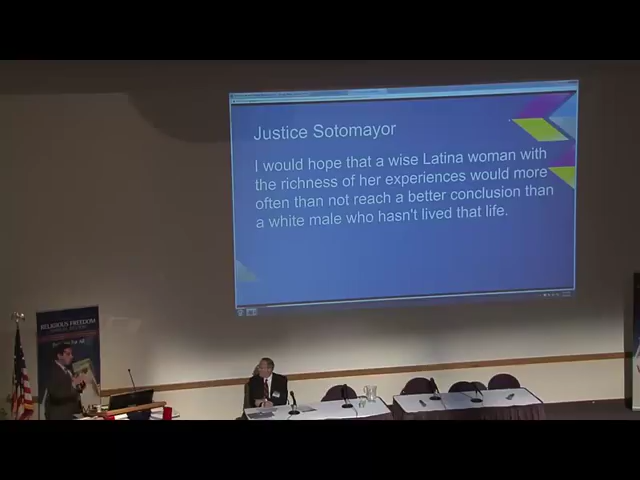 Justice Sotomayor
I would hope that a wise Latina woman with
the richness of her experiences would more
often than not reach a better conclusion than
a white male who hasn't lived that life.
RELIGIOUS FREEDOM